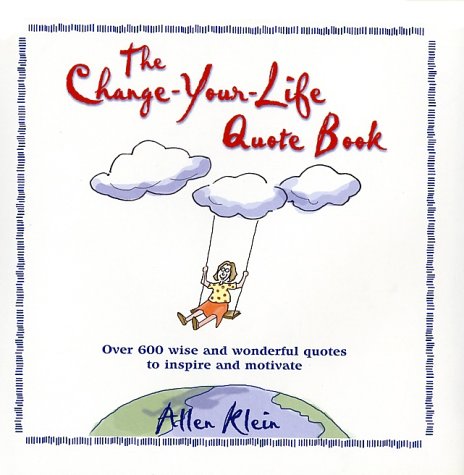 The
Change-Your-Life
Quote Book
Over 600 wise and wonderful quotes
to inspire and motivate
Allen Klein